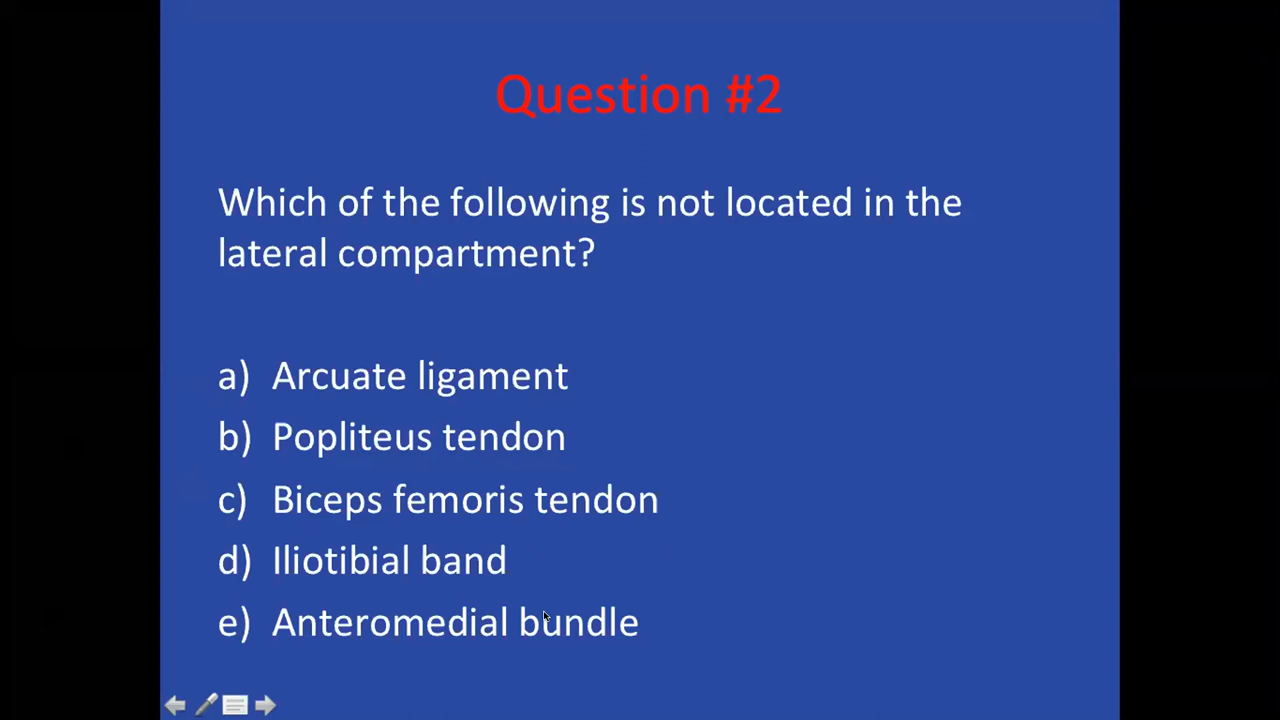 Question #2
Which of the following is not located in the
lateral compartment?
a) Arcuate ligament
b) Popliteus tendon
c) Biceps femoris tendon
d) Iliotibial band
e) Anteromedial bundle